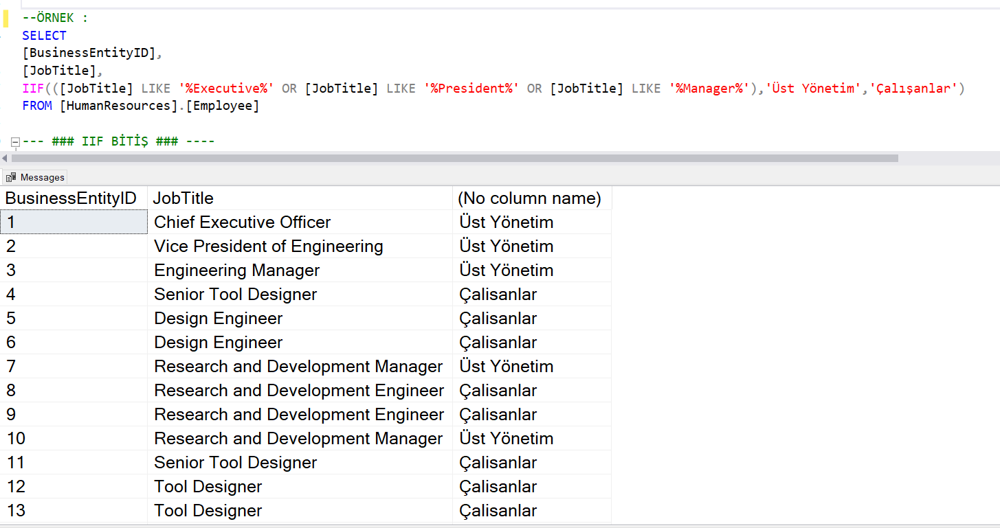 --ÖRNEK :
SELECT
[BusinessEntityID],
[JobTitle],
IIF(([JobTitle] LIKE '%Executive%' OR [JobTitle] LIKE '%President%' OR [JobTitle] LIKE '%Manager%'),'Üst Yönetim','Çalışanlar')
FROM [HumanResources].[Employee]
--- ### IIF BİTİŞ ### ----
Messages
BusinessEntityID JobTitle (No column name)
1 Chief Executive Officer Üst Yönetim
2 Vice President of Engineering Üst Yönetim
3 Engineering Manager Üst Yönetim
4 Senior Tool Designer Çalisanlar
5 Design Engineer Çalisanlar
6 Design Engineer Çalisanlar
7 Research and Development Manager Üst Yönetim
8 Research and Development Engineer Çalisanlar
9 Research and Development Engineer Çalisanlar
10 Research and Development Manager Üst Yönetim
11 Senior Tool Designer Çalisanlar
12 Tool Designer Çalisanlar
13 Tool Designer Çalisanlar